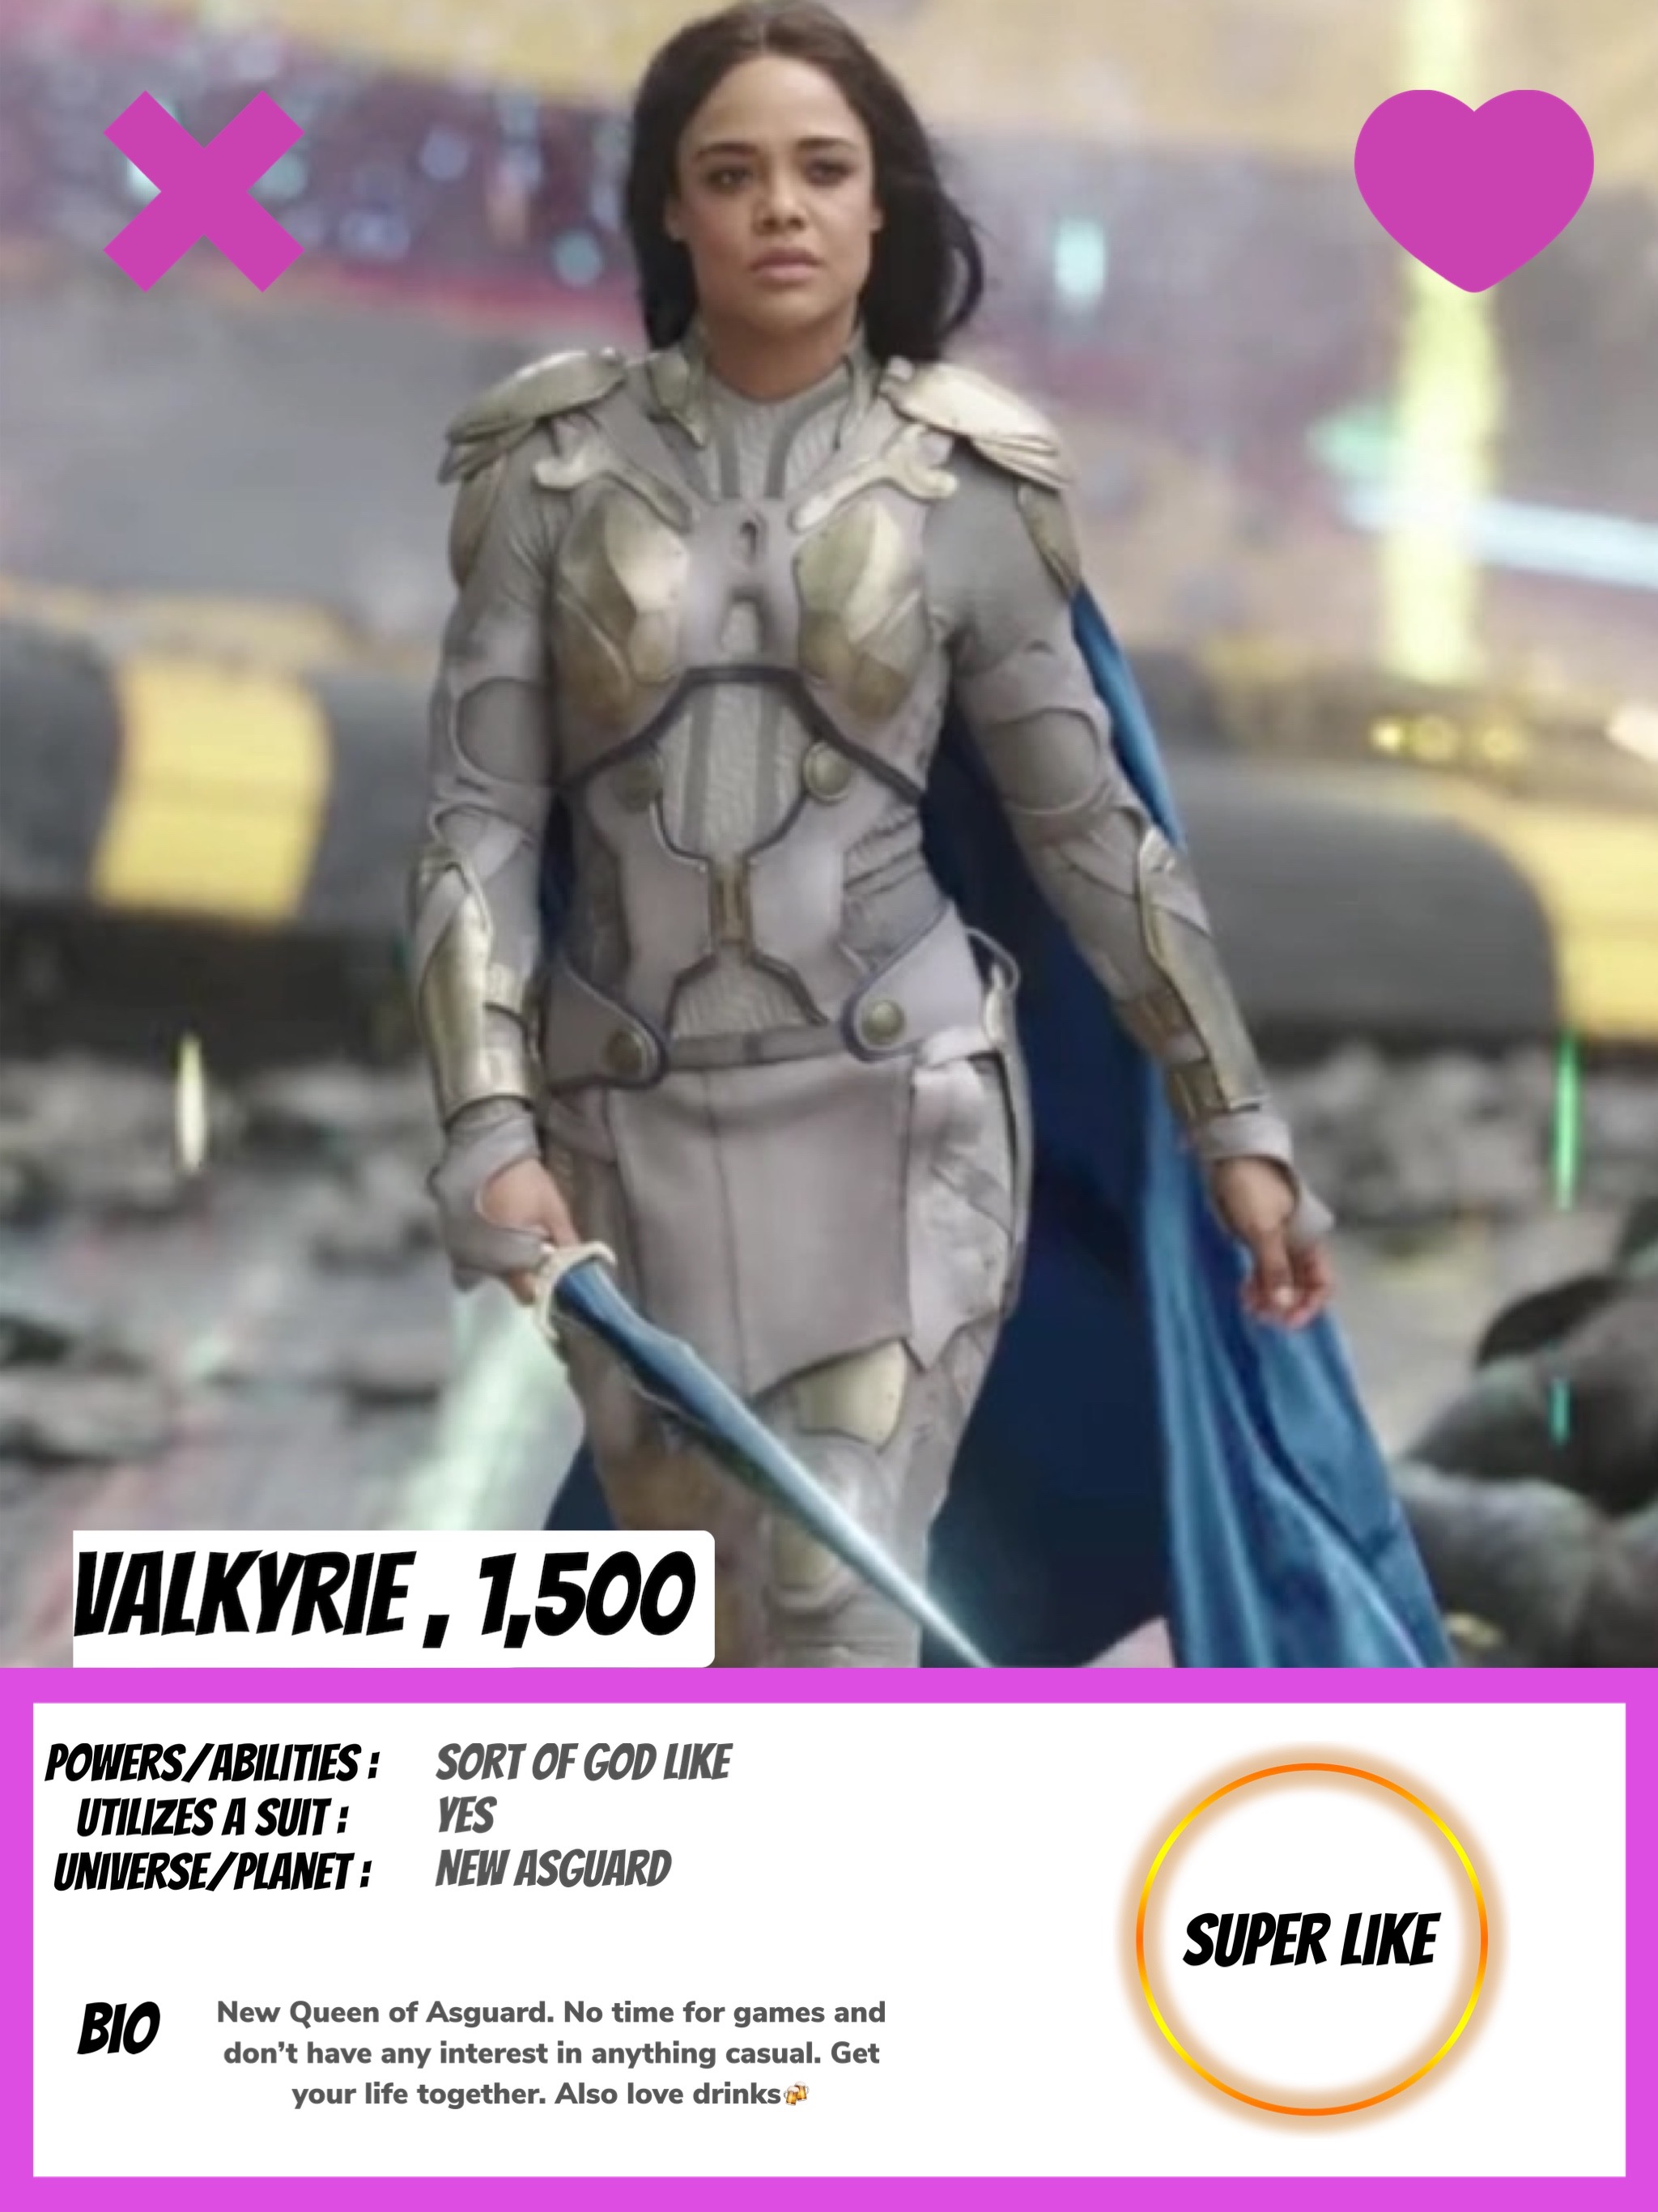 VALKYRIE , 1,500
POWERS/ABILITIES : SORT OF GOD LIKE
UTILIZES A SUIT : YES
UNIVERSE/PLANET : NEW ASGUARD
SUPER LIKE
BIO
New Queen of Asguard. No time for games and
don't have any interest in anything casual. Get
your life together. Also love drinks🍻